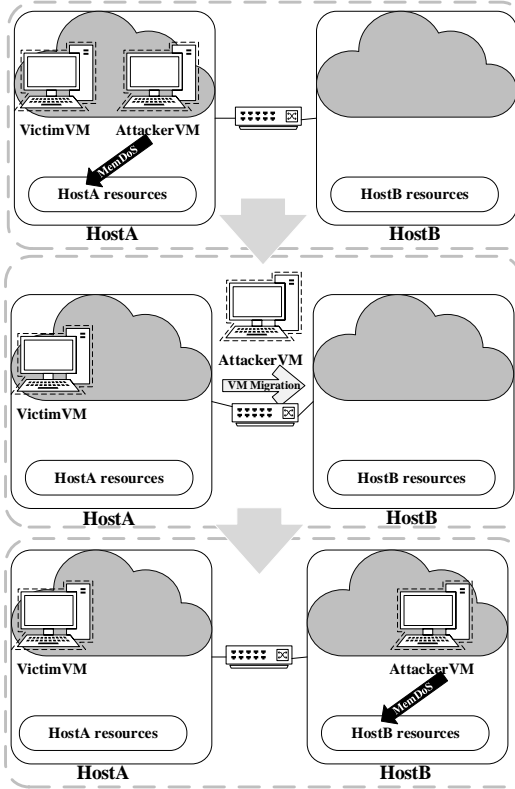 VictimVM
AttackerVM
MemDoS
HostA resources
HostB resources
HostA
HostB
AttackerVM
VM Migration
VictimVM
HostA resources
HostB resources
HostA
HostB
VictimVM
AttackerVM
MemDoS
HostA resources
HostB resources
HostA
HostB